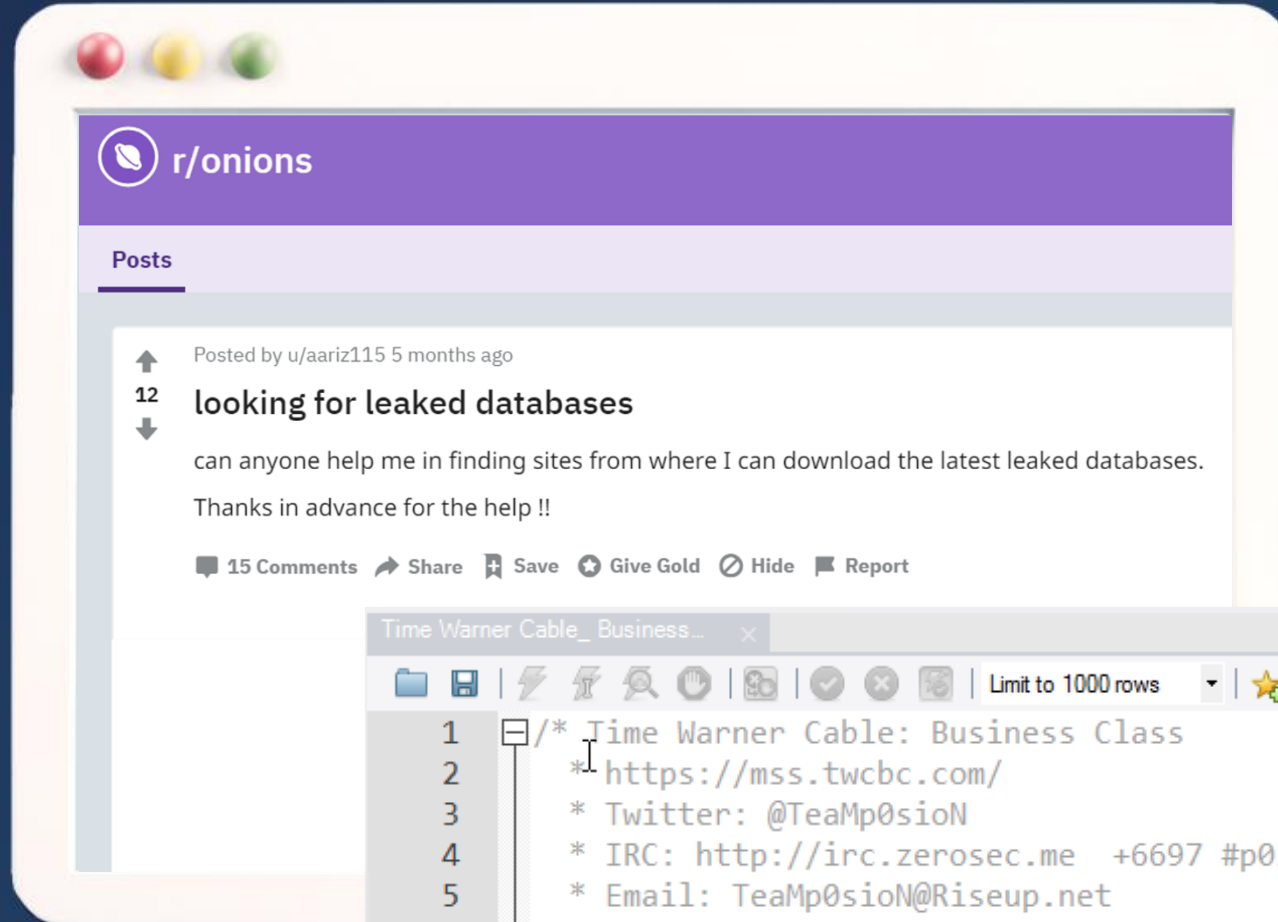 r/onions
Posts
Posted by u/aariz115 5 months ago
12
looking for leaked databases
can anyone help me in finding sites from where I can download the latest leaked databases.
Thanks in advance for the help !!
15 Comments Share Save Give Gold Hide Report
Time Warner Cable_ Business...
Limit to 1000 rows
1 /* Time Warner Cable: Business Class
2 * https://mss.twcbc.com/
3 * Twitter: @TeaMp0sioN
4 * IRC: http://irc.zerosec.me +6697 #p0
5 * Email: TeaMp0sioN@Riseup.net